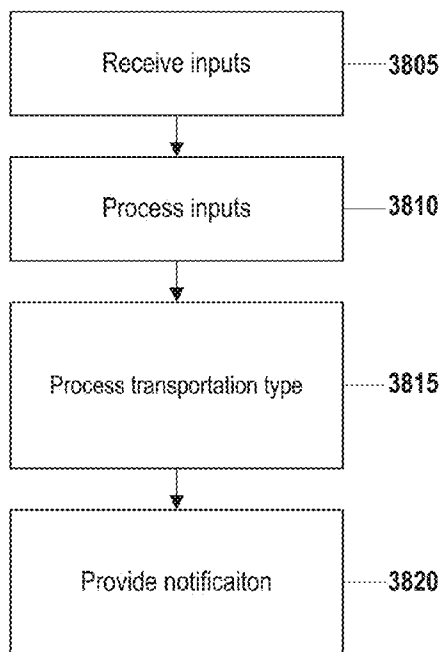 Receive inputs 3805
Process inputs 3810
Process transportation type 3815
Provide notificaiton 3820